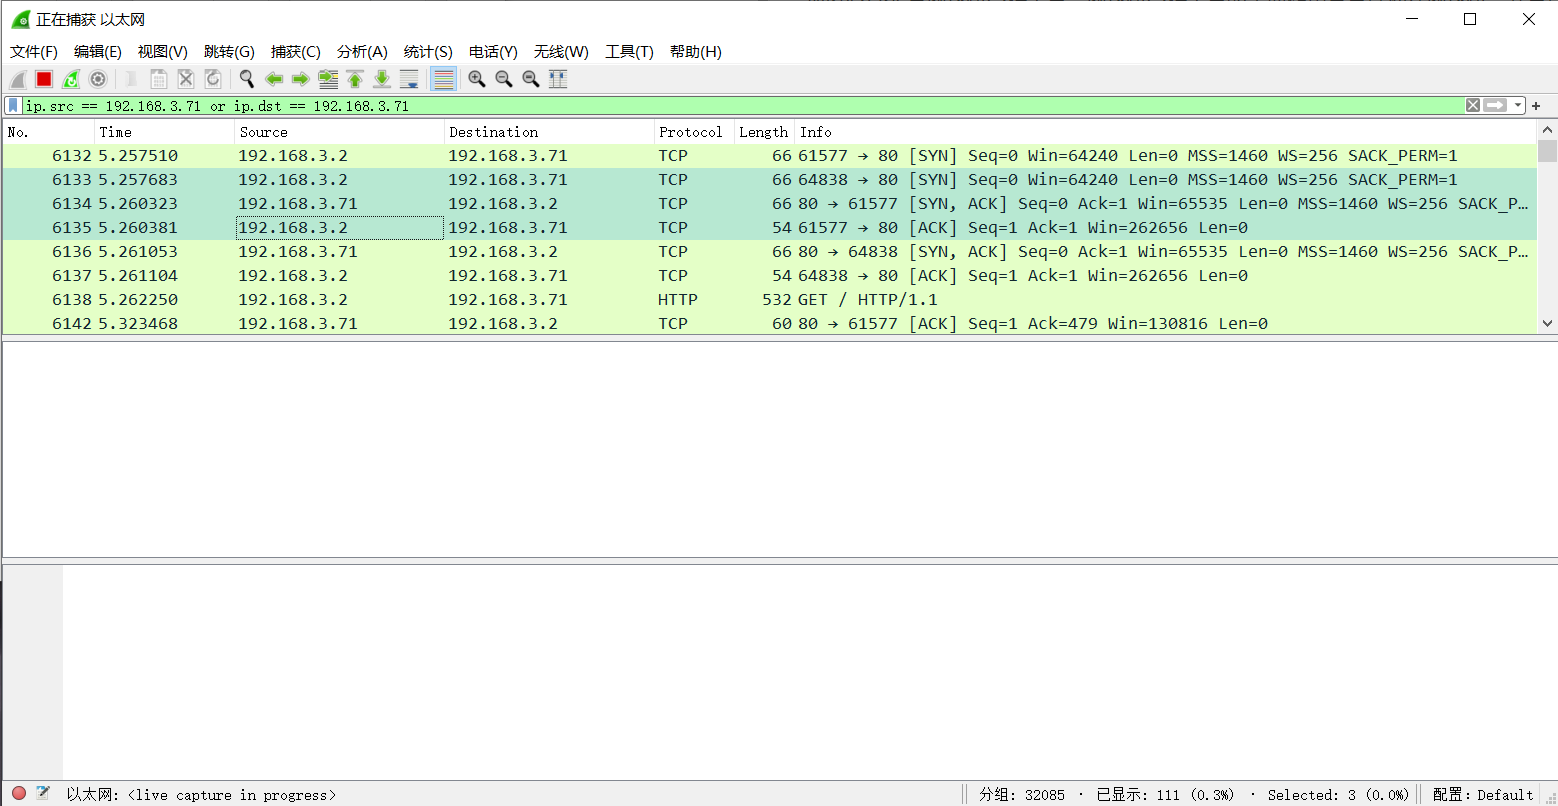 正在捕获 以太网
文件(F) 编辑(E) 视图(V) 跳转(G) 捕获(C) 分析(A) 统计(S) 电话(Y) 无线(W) 工具(T) 帮助(H)
ip.src == 192.168.3.71 or ip.dst == 192.168.3.71
No. Time Source Destination Protocol Length Info
6132 5.257510 192.168.3.2 192.168.3.71 TCP 66 61577 → 80 [SYN] Seq=0 Win=64240 Len=0 MSS=1460 WS=256 SACK_PERM=1
6133 5.257683 192.168.3.2 192.168.3.71 TCP 66 64838 → 80 [SYN] Seq=0 Win=64240 Len=0 MSS=1460 WS=256 SACK_PERM=1
6134 5.260323 192.168.3.71 192.168.3.2 TCP 66 80 → 61577 [SYN, ACK] Seq=0 Ack=1 Win=65535 Len=0 MSS=1460 WS=256 SACK_P…
6135 5.260381 192.168.3.2 192.168.3.71 TCP 54 61577 → 80 [ACK] Seq=1 Ack=1 Win=262656 Len=0
6136 5.261053 192.168.3.71 192.168.3.2 TCP 66 80 → 64838 [SYN, ACK] Seq=0 Ack=1 Win=65535 Len=0 MSS=1460 WS=256 SACK_P…
6137 5.261104 192.168.3.2 192.168.3.71 TCP 54 64838 → 80 [ACK] Seq=1 Ack=1 Win=262656 Len=0
6138 5.262250 192.168.3.2 192.168.3.71 HTTP 532 GET / HTTP/1.1
6142 5.323468 192.168.3.71 192.168.3.2 TCP 60 80 → 61577 [ACK] Seq=1 Ack=479 Win=130816 Len=0
以太网: <live capture in progress> 分组: 32085 · 已显示: 111 (0.3%) · Selected: 3 (0.0%) 配置: Default